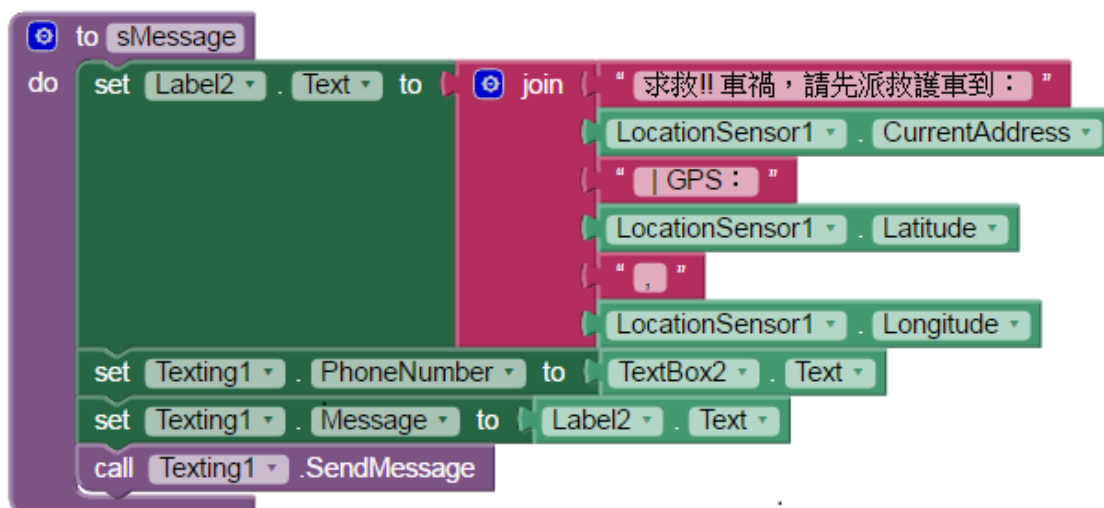 to sMessage
do set Label2 . Text to join " 求救!! 車禍，請先派救護車到： "
LocationSensor1 . CurrentAddress
" | GPS： "
LocationSensor1 . Latitude
" , "
LocationSensor1 . Longitude
set Texting1 . PhoneNumber to TextBox2 . Text
set Texting1 . Message to Label2 . Text
call Texting1 .SendMessage